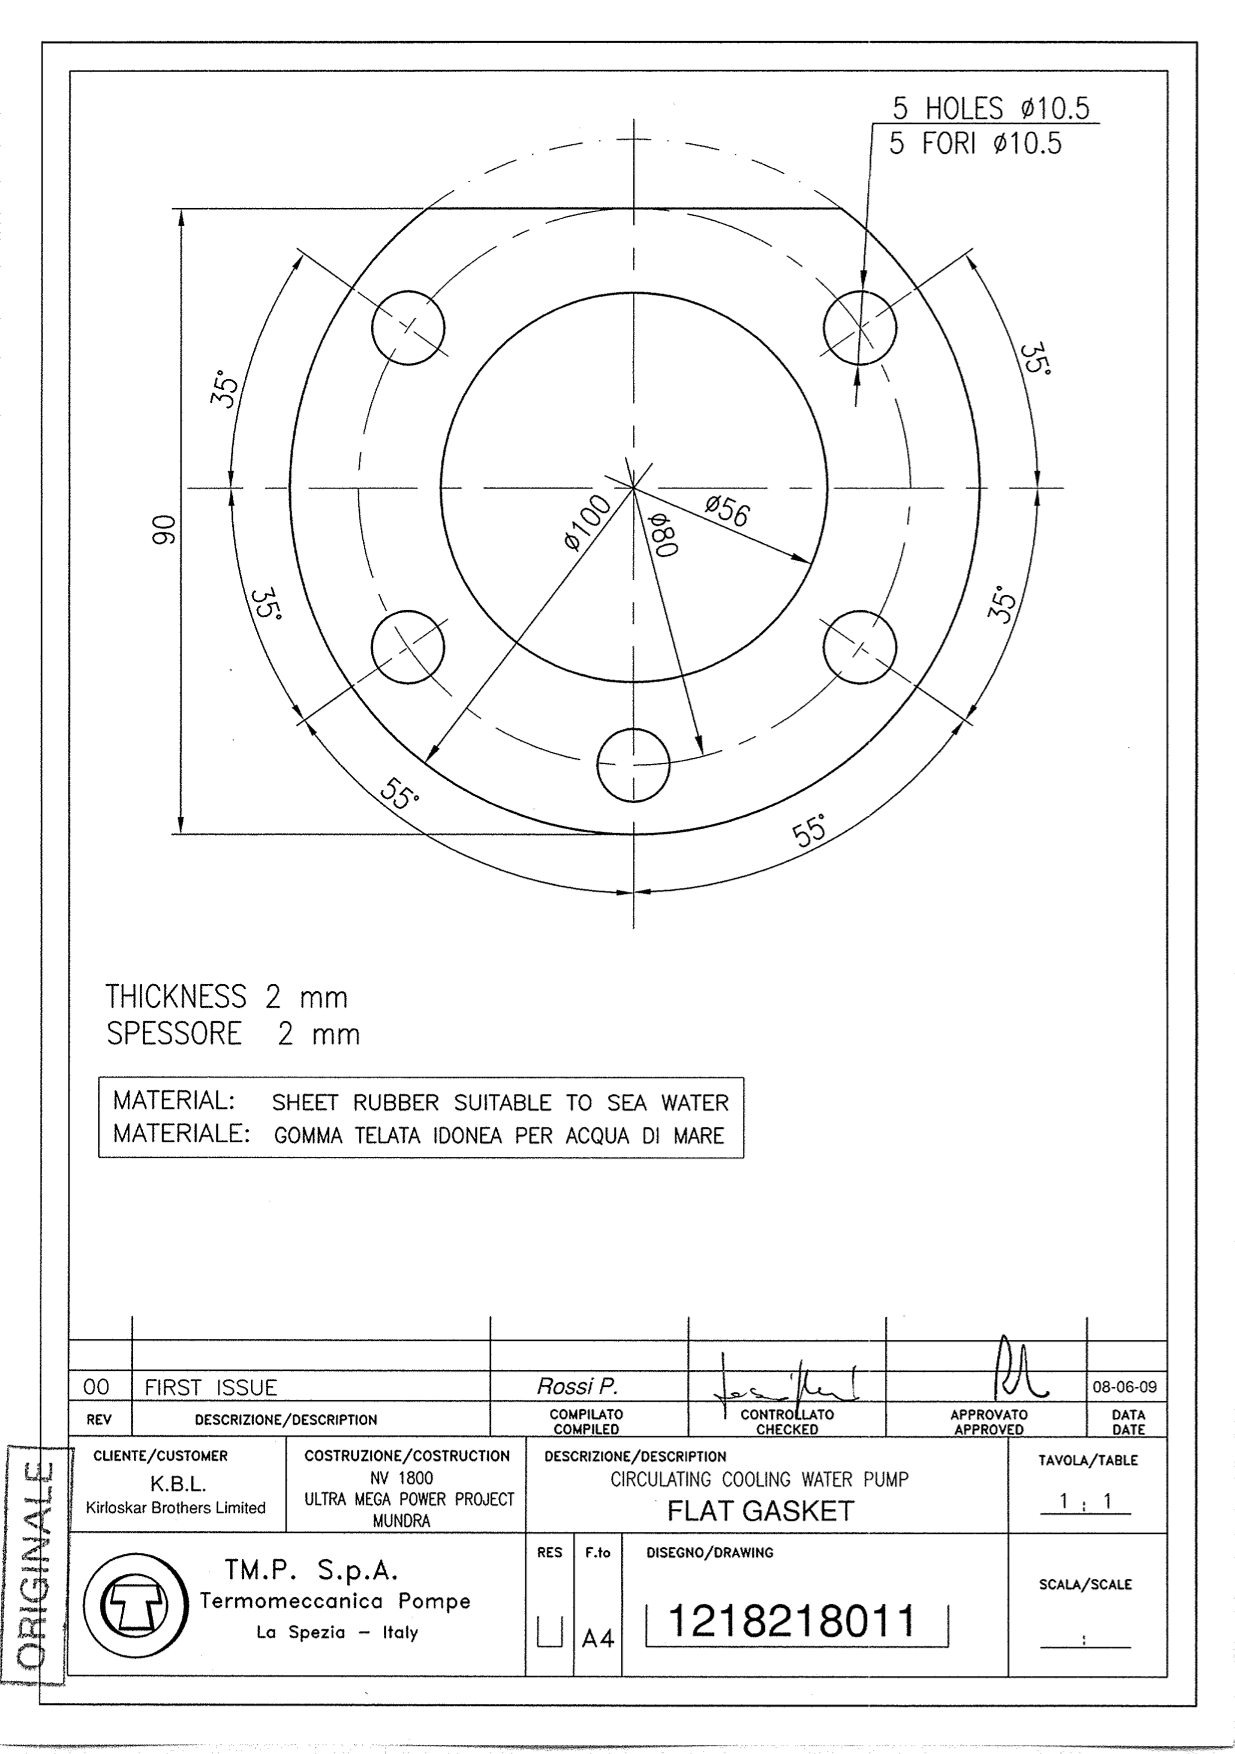 5 HOLES ø10.5
5 FORI ø10.5
35°
35°
90
ø100
ø80
ø56
35°
35°
55°
55°
THICKNESS 2 mm
SPESSORE 2 mm
MATERIAL: SHEET RUBBER SUITABLE TO SEA WATER
MATERIALE: GOMMA TELATA IDONEA PER ACQUA DI MARE
00 FIRST ISSUE Rossi P. 08-06-09
REV DESCRIZIONE/DESCRIPTION COMPILATO CONTROLLATO APPROVATO DATA
COMPILED CHECKED APPROVED DATE
CLIENTE/CUSTOMER
K.B.L.
Kirloskar Brothers Limited
COSTRUZIONE/COSTRUCTION
NV 1800
ULTRA MEGA POWER PROJECT
MUNDRA
DESCRIZIONE/DESCRIPTION
CIRCULATING COOLING WATER PUMP
FLAT GASKET
TAVOLA/TABLE
1 : 1
TM.P. S.p.A.
Termomeccanica Pompe
La Spezia – Italy
RES
F.to
A4
DISEGNO/DRAWING
1218218011
SCALA/SCALE
:
ORIGINALE